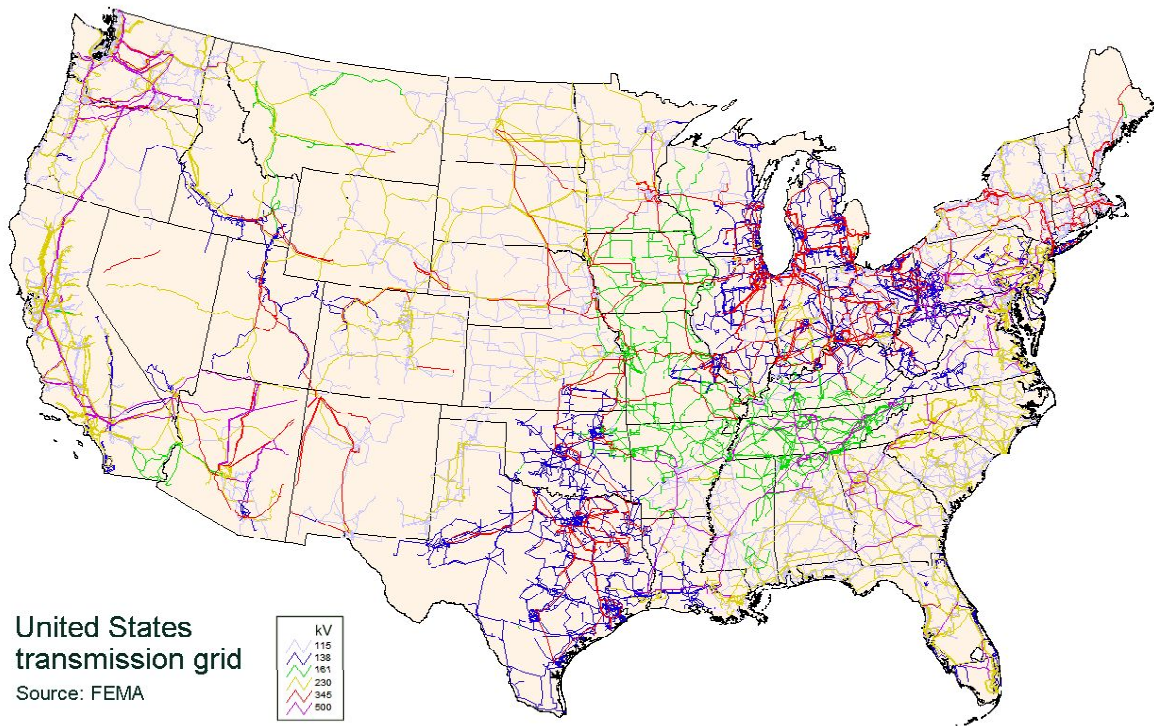 United States
transmission grid
Source: FEMA
kV
115
138
161
230
345
500